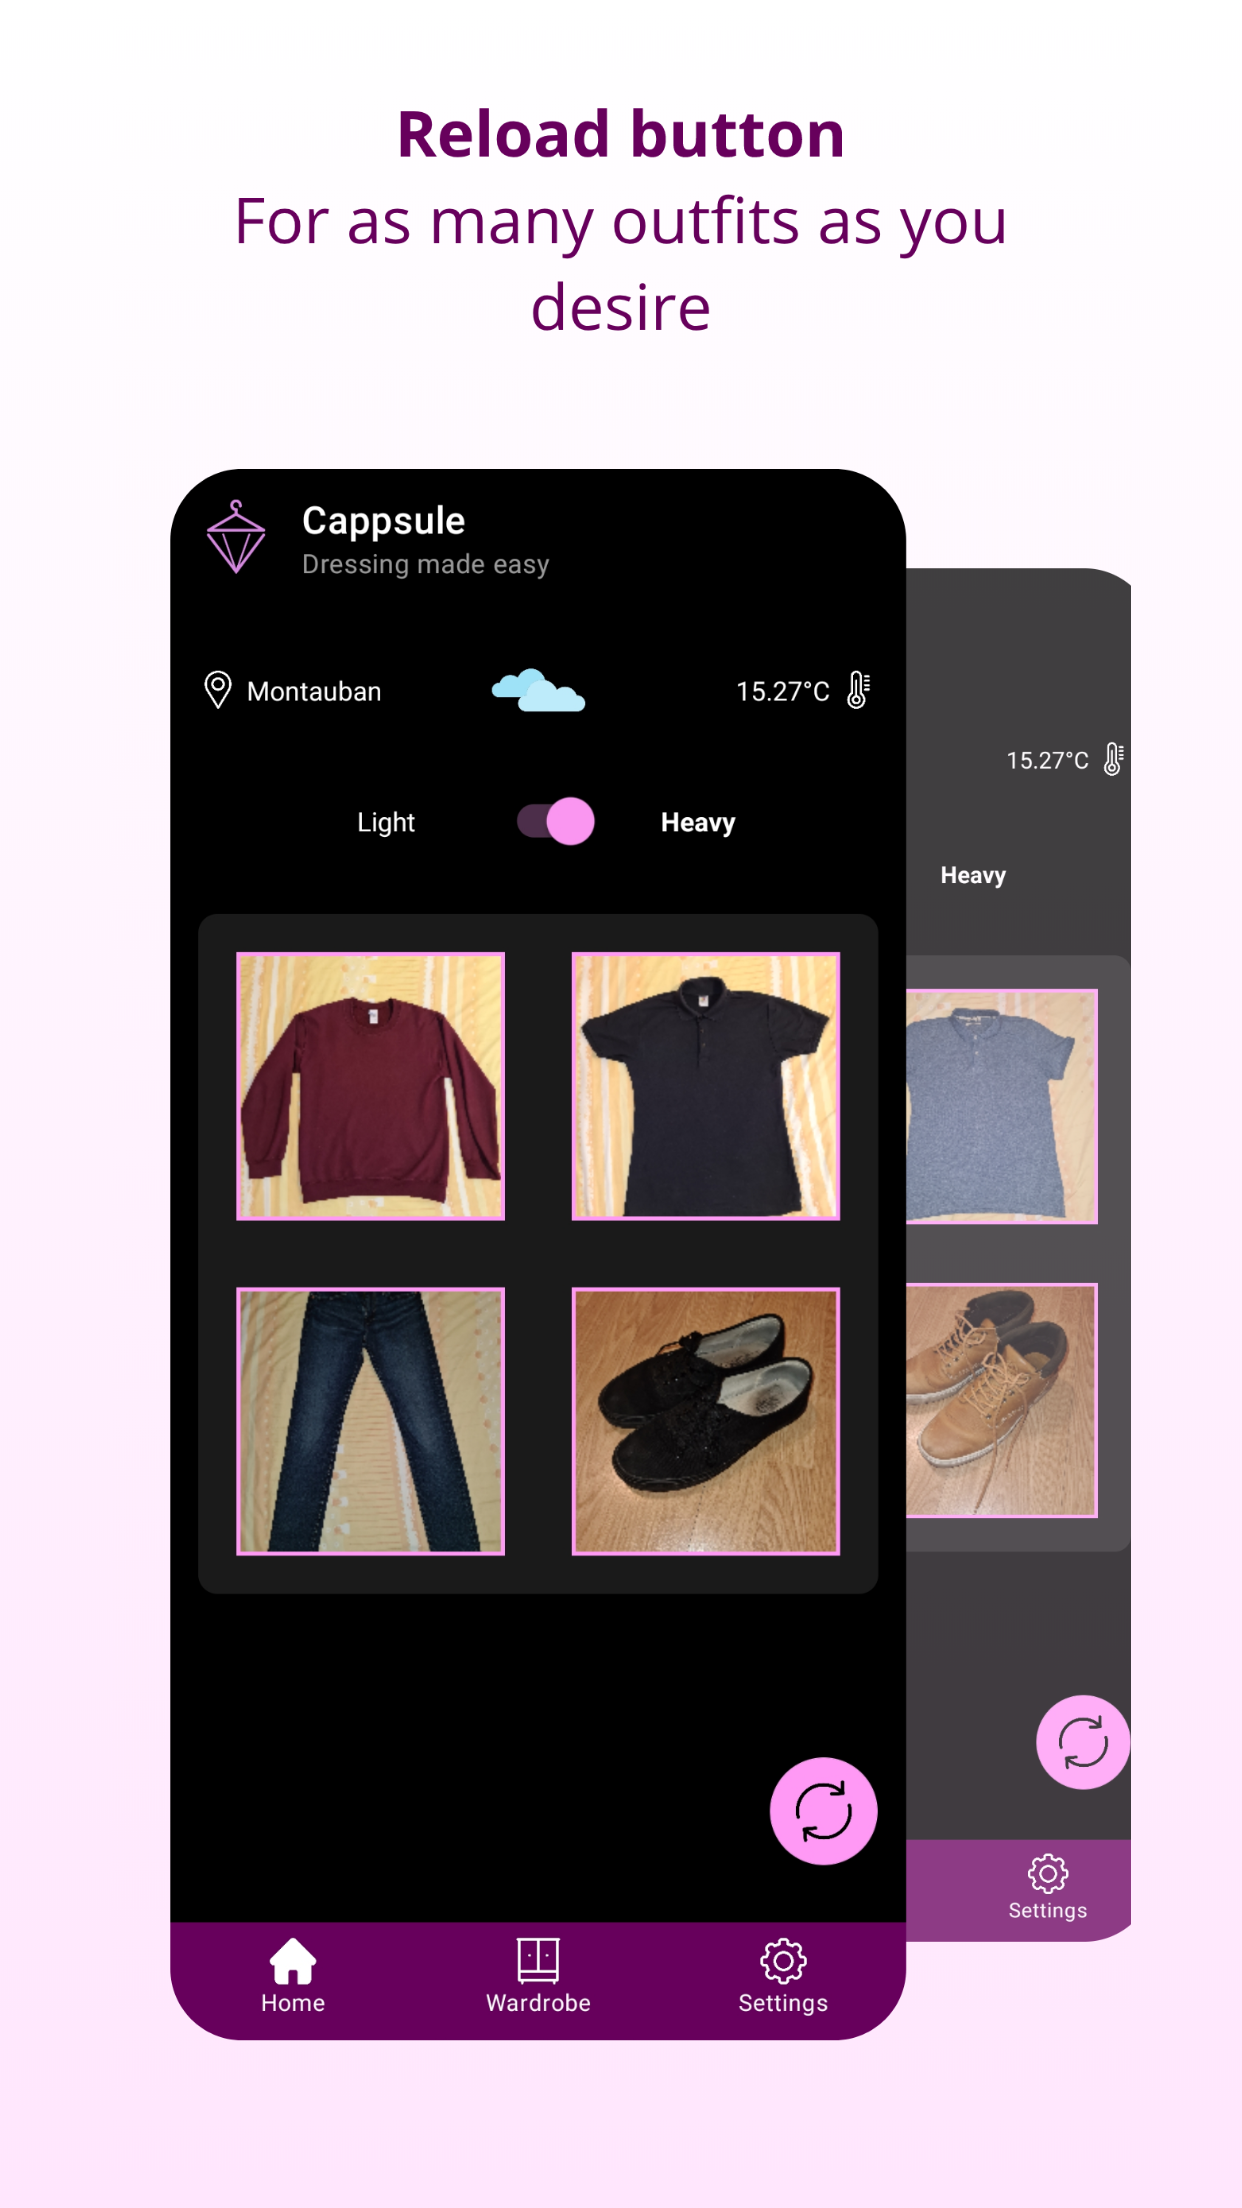 Reload button
For as many outfits as you
desire
Cappsule
Dressing made easy
Montauban
15.27°C
Light
Heavy
Home
Wardrobe
Settings
15.27°C
Heavy
Settings